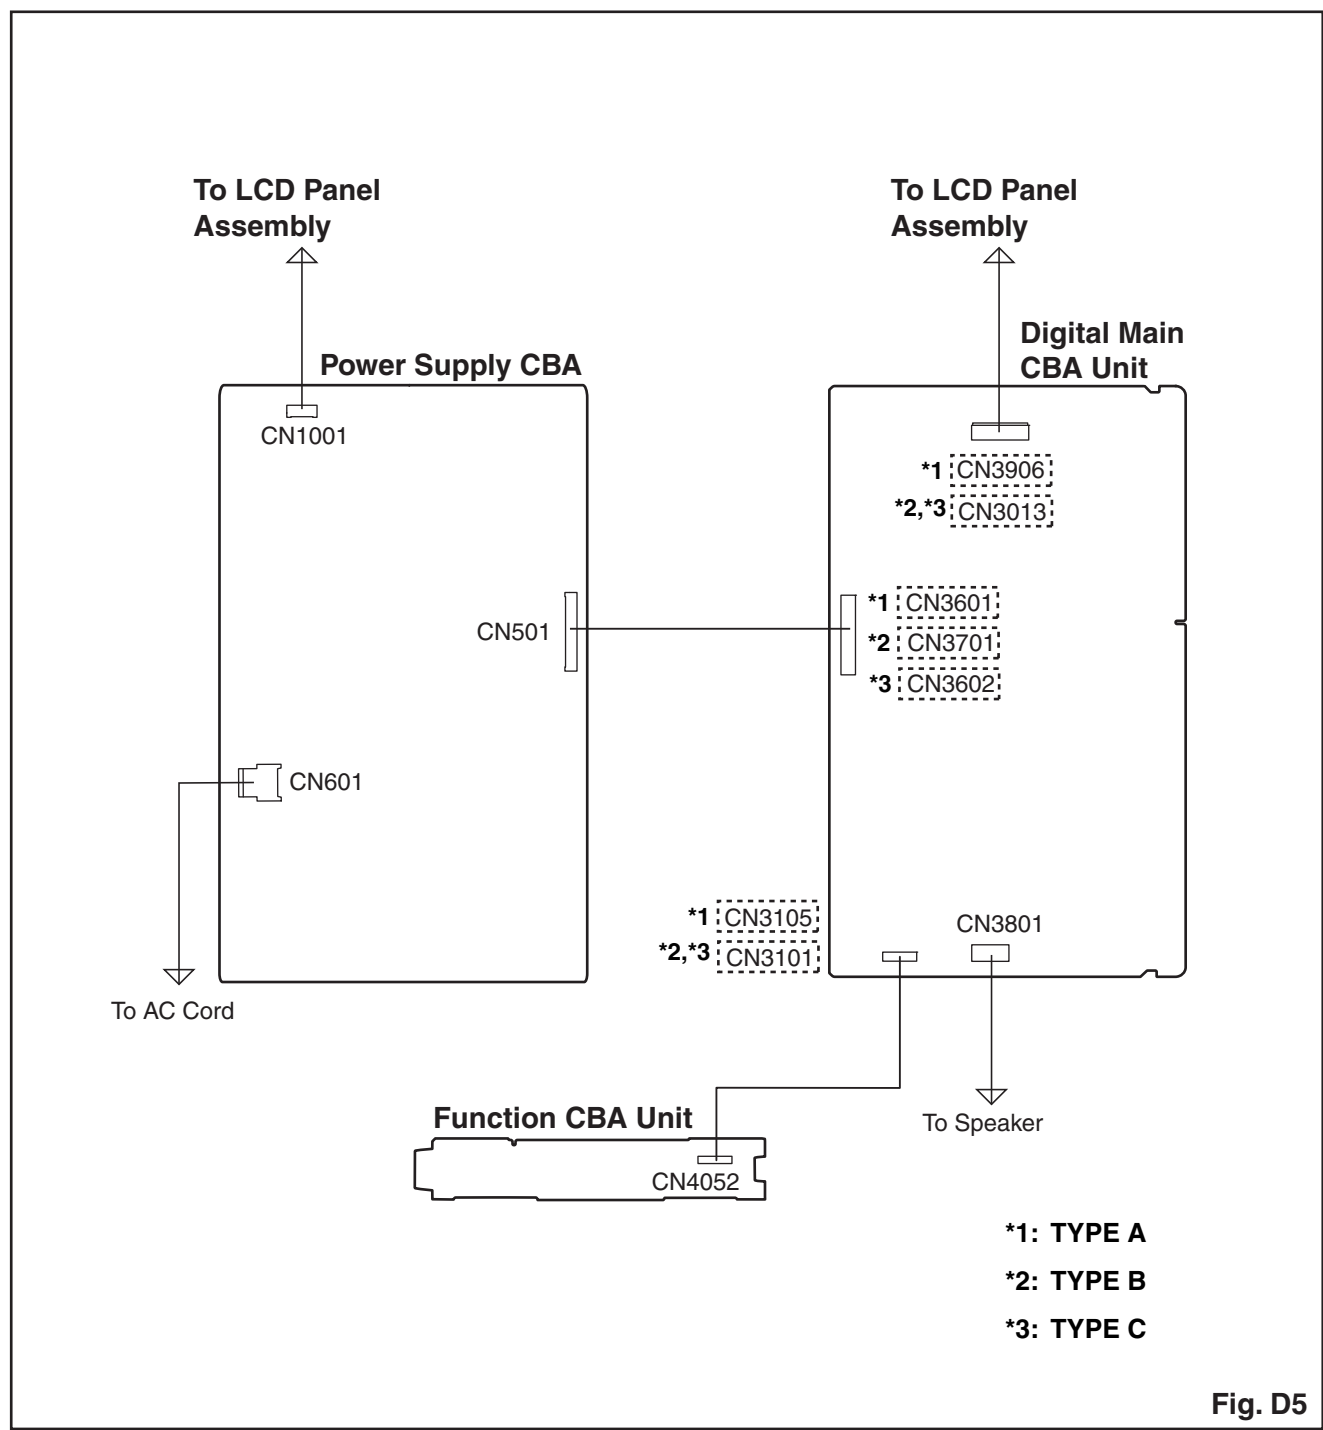 To LCD Panel
Assembly
To LCD Panel
Assembly
Power Supply CBA
Digital Main
CBA Unit
CN1001
*1 CN3906
*2,*3 CN3013
CN501
*1 CN3601
*2 CN3701
*3 CN3602
CN601
*1 CN3105
*2,*3 CN3101
CN3801
To AC Cord
Function CBA Unit
To Speaker
CN4052
*1: TYPE A
*2: TYPE B
*3: TYPE C
Fig. D5